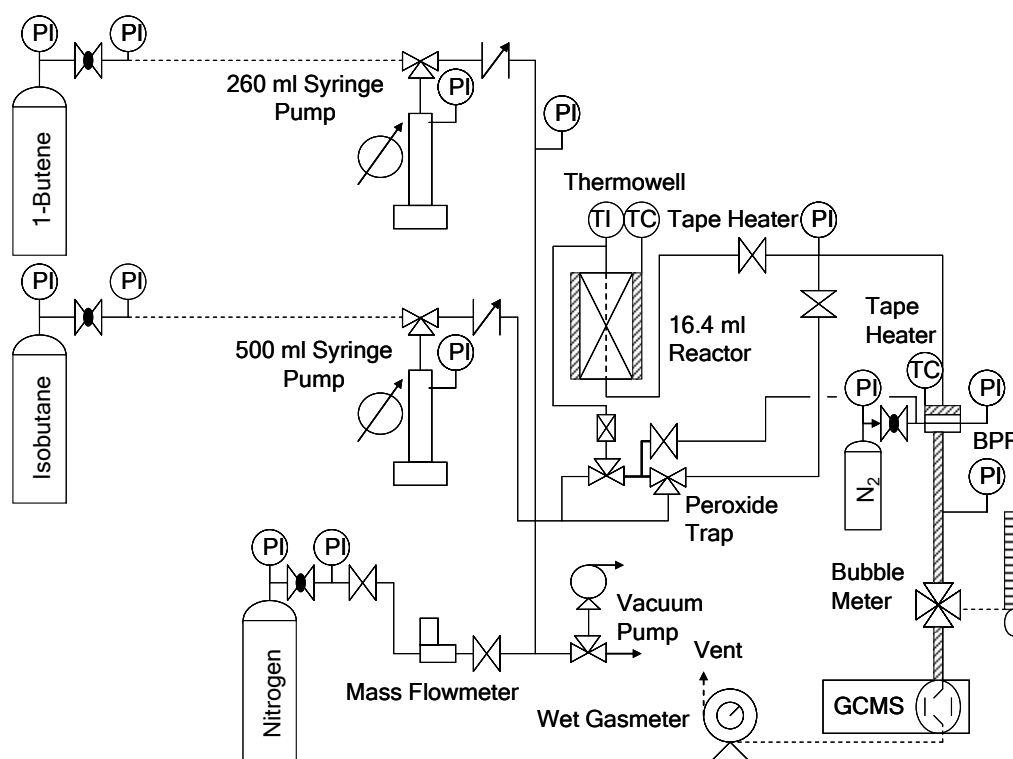 PI
PI
260 ml Syringe
Pump
PI
PI
1-Butene
Thermowell
TI
TC
Tape Heater
PI
PI
PI
Tape
Heater
16.4 ml
Reactor
500 ml Syringe
Pump
PI
TC
PI
PI
BPR
Isobutane
PI
N2
Peroxide
Trap
PI
PI
Bubble
Meter
Vacuum
Pump
Vent
Nitrogen
Mass Flowmeter
Wet Gasmeter
GCMS